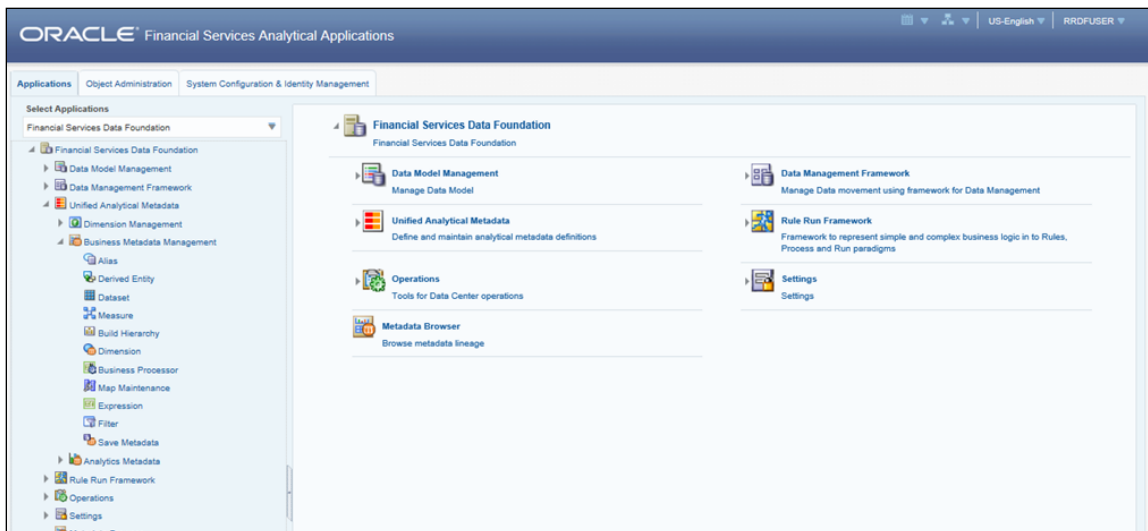 ORACLE® Financial Services Analytical Applications
US-English
RRDFUSER
Applications
Object Administration
System Configuration & Identity Management
Select Applications
Financial Services Data Foundation
Financial Services Data Foundation
Data Model Management
Data Management Framework
Unified Analytical Metadata
Dimension Management
Business Metadata Management
Alias
Derived Entity
Dataset
Measure
Build Hierarchy
Dimension
Business Processor
Map Maintenance
Expression
Filter
Save Metadata
Analytics Metadata
Rule Run Framework
Operations
Settings
Financial Services Data Foundation
Financial Services Data Foundation
Data Model Management
Manage Data Model
Data Management Framework
Manage Data movement using framework for Data Management
Unified Analytical Metadata
Define and maintain analytical metadata definitions
Rule Run Framework
Framework to represent simple and complex business logic in to Rules,
Process and Run paradigms
Operations
Tools for Data Center operations
Settings
Settings
Metadata Browser
Browse metadata lineage